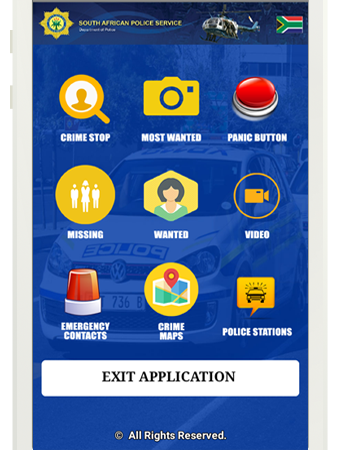 SOUTH AFRICAN POLICE SERVICE
Department of Police
CRIME STOP
MOST WANTED
PANIC BUTTON
MISSING
WANTED
VIDEO
EMERGENCY
CONTACTS
CRIME
MAPS
POLICE STATIONS
EXIT APPLICATION
© All Rights Reserved.